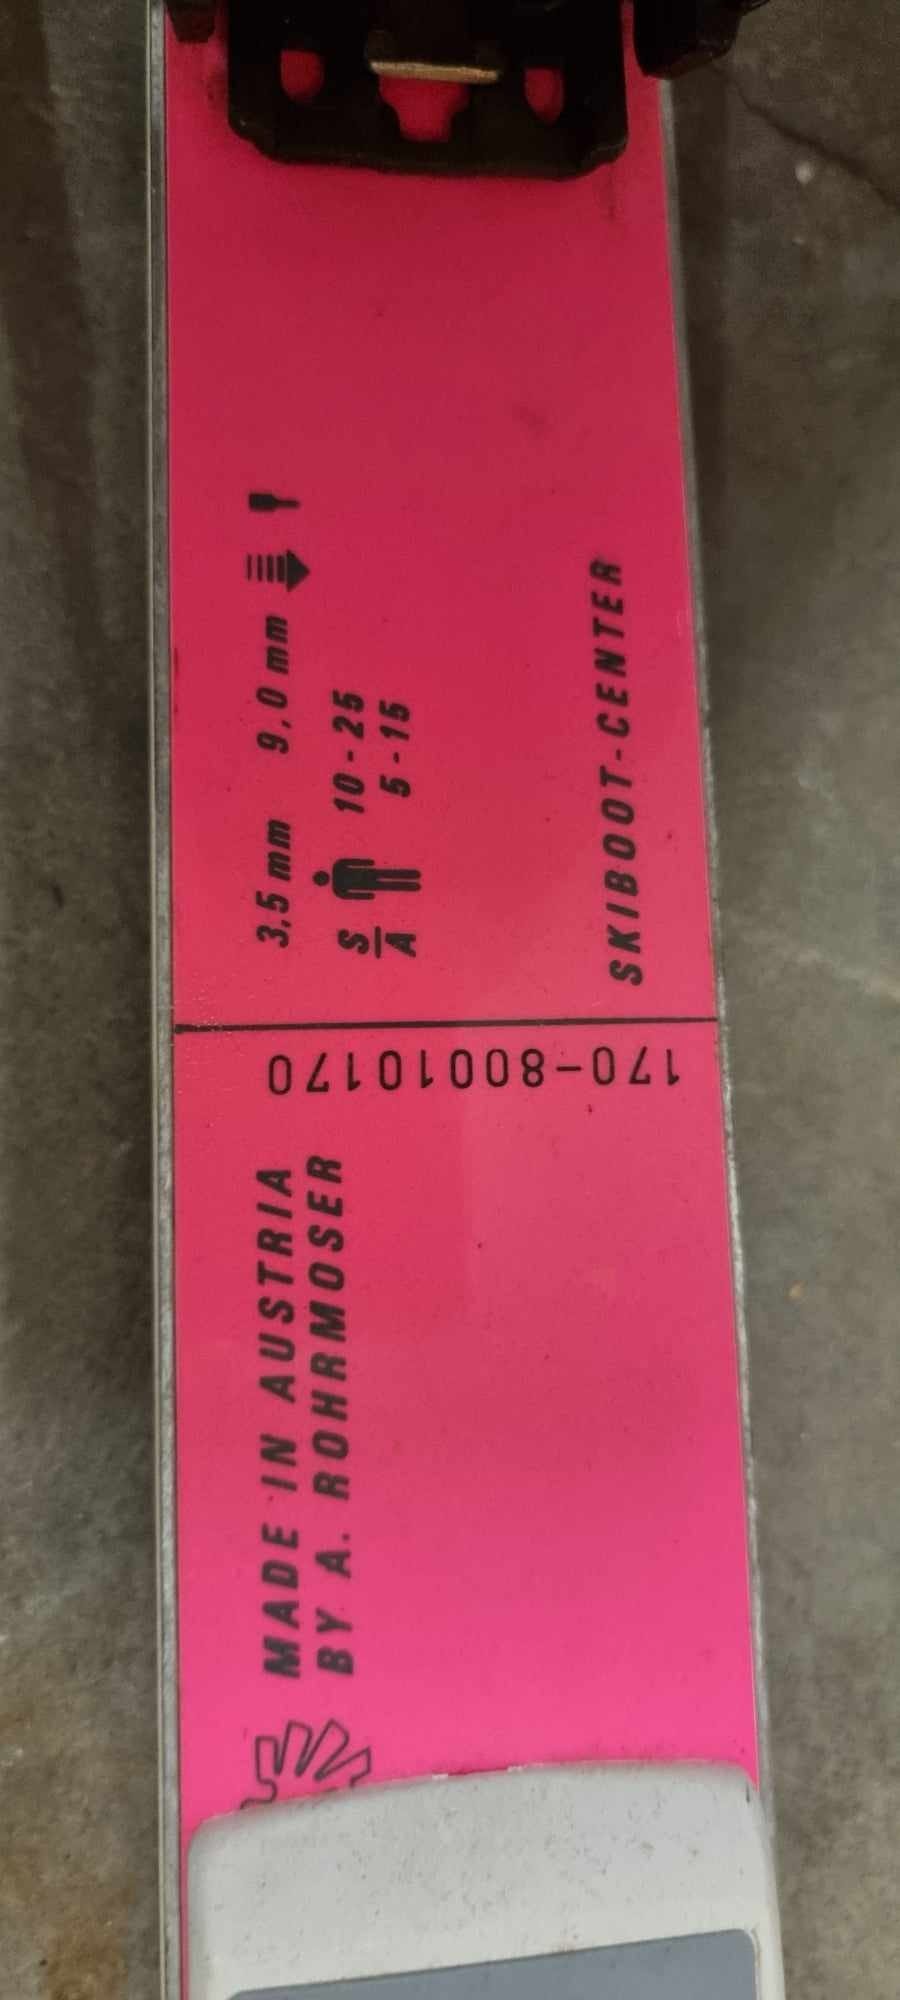 3,5 mm 9,0 mm
S/A 10-25
5-15
SKIBOOT-CENTER
170-80010170
MADE IN AUSTRIA
BY A. ROHRMOSER